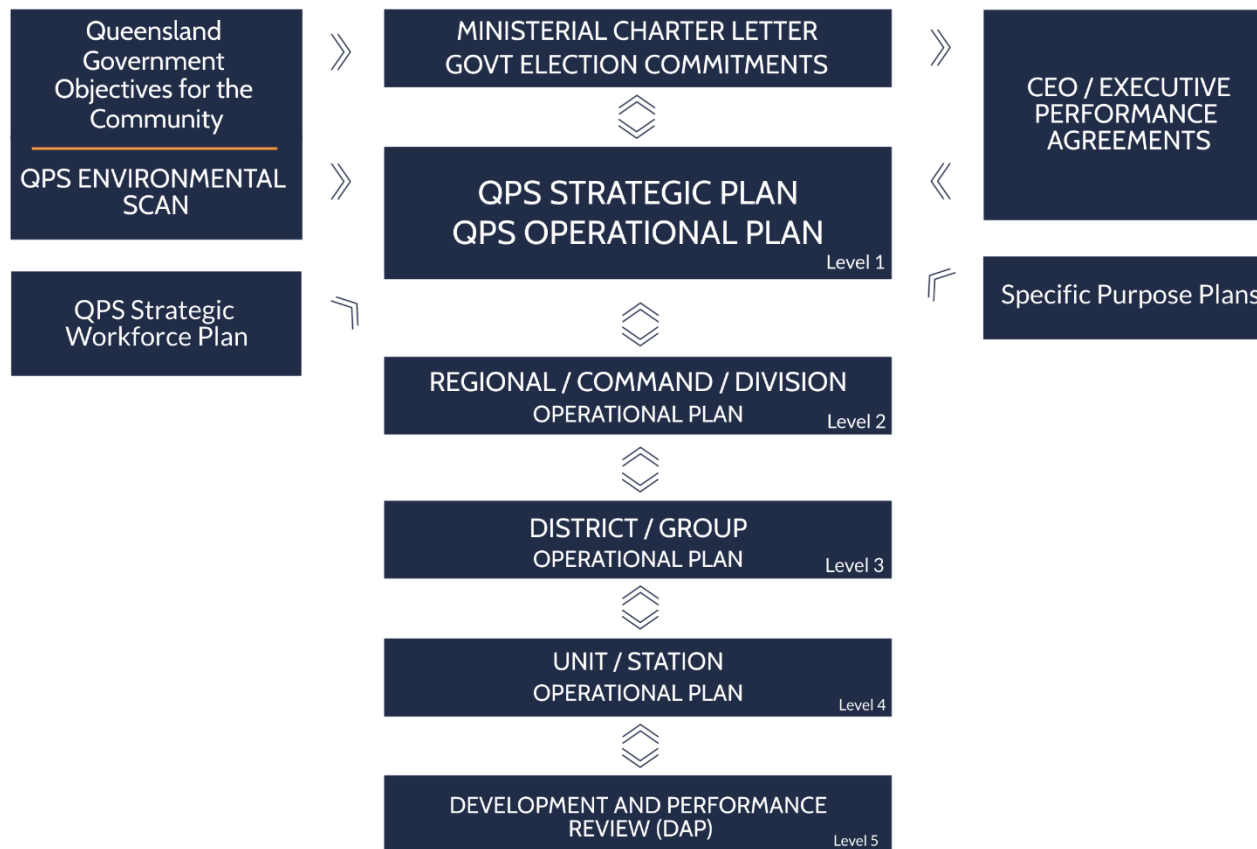 Queensland
Government
Objectives for the
Community
QPS ENVIRONMENTAL
SCAN
QPS Strategic
Workforce Plan
MINISTERIAL CHARTER LETTER
GOVT ELECTION COMMITMENTS
QPS STRATEGIC PLAN
QPS OPERATIONAL PLAN
Level 1
CEO / EXECUTIVE
PERFORMANCE
AGREEMENTS
Specific Purpose Plans
REGIONAL / COMMAND / DIVISION
OPERATIONAL PLAN
Level 2
DISTRICT / GROUP
OPERATIONAL PLAN
Level 3
UNIT / STATION
OPERATIONAL PLAN
Level 4
DEVELOPMENT AND PERFORMANCE
REVIEW (DAP)
Level 5